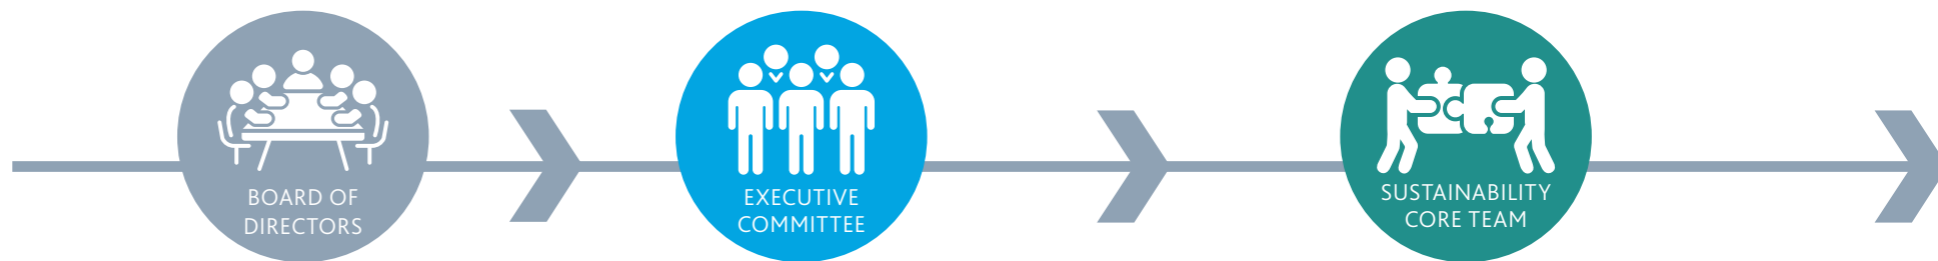 BOARD OF
DIRECTORS
EXECUTIVE
COMMITTEE
SUSTAINABILITY
CORE TEAM